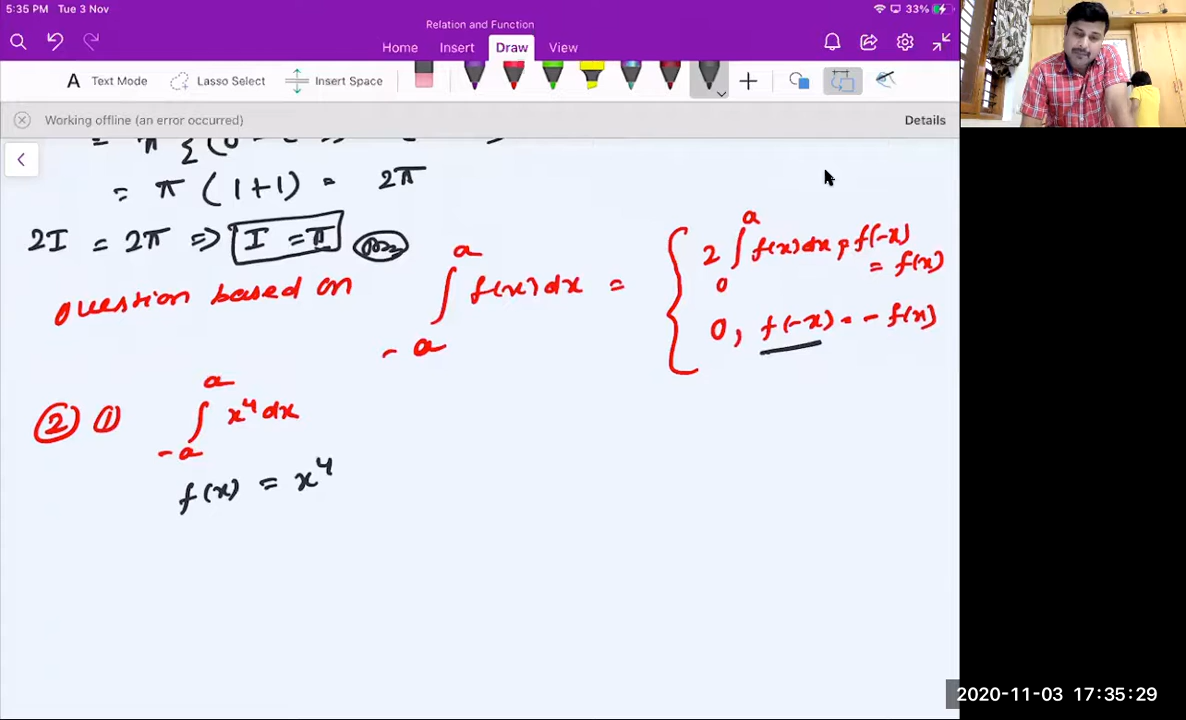 5:35 PM Tue 3 Nov
33%
Relation and Function
Home Insert Draw View
A Text Mode Lasso Select Insert Space
Working offline (an error occurred) Details
= π (1+1) = 2π
2I = 2π => I = π
question based on ∫_{-a}^{a} f(x) dx = { 2 ∫_{0}^{a} f(x) dx, f(-x) = f(x)
0, f(-x) = - f(x)
② ① ∫_{-a}^{a} x⁴ dx
f(x) = x⁴
2020-11-03 17:35:29